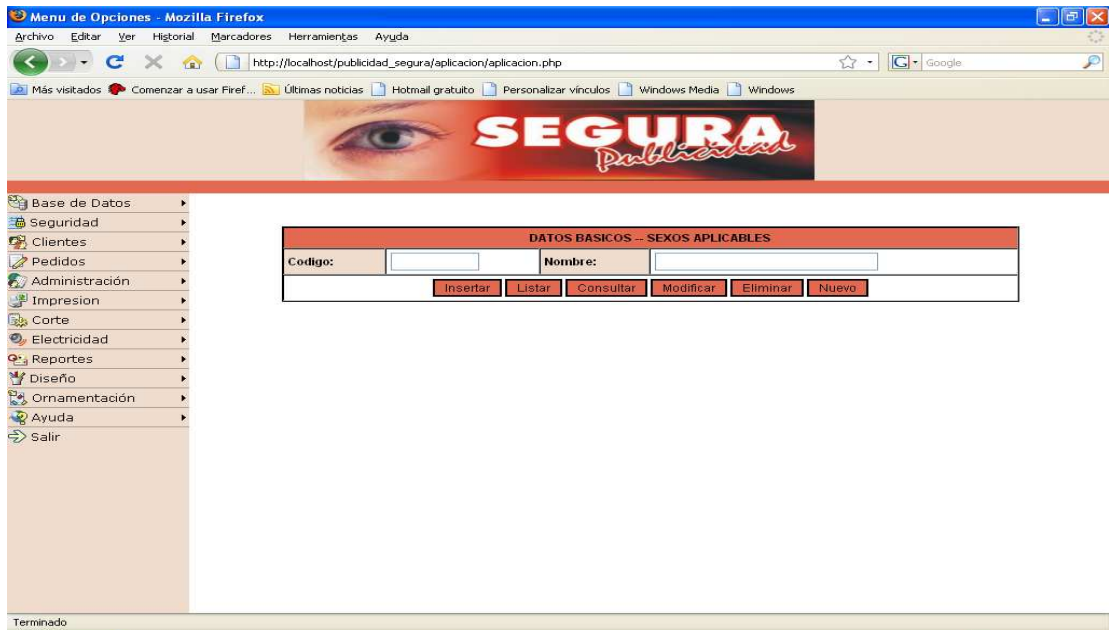 Menu de Opciones - Mozilla Firefox
Archivo Editar Ver Historial Marcadores Herramientas Ayuda
http://localhost/publicidad_segura/aplicacion/aplicacion.php G Google
Más visitados Comenzar a usar Firef... Últimas noticias Hotmail gratuito Personalizar vínculos Windows Media Windows
SEGURA
Publicidad
Base de Datos
Seguridad
Clientes
Pedidos
Administración
Impresion
Corte
Electricidad
Reportes
Diseño
Ornamentación
Ayuda
Salir
DATOS BASICOS -- SEXOS APLICABLES
Codigo: Nombre:
Insertar Listar Consultar Modificar Eliminar Nuevo
Terminado